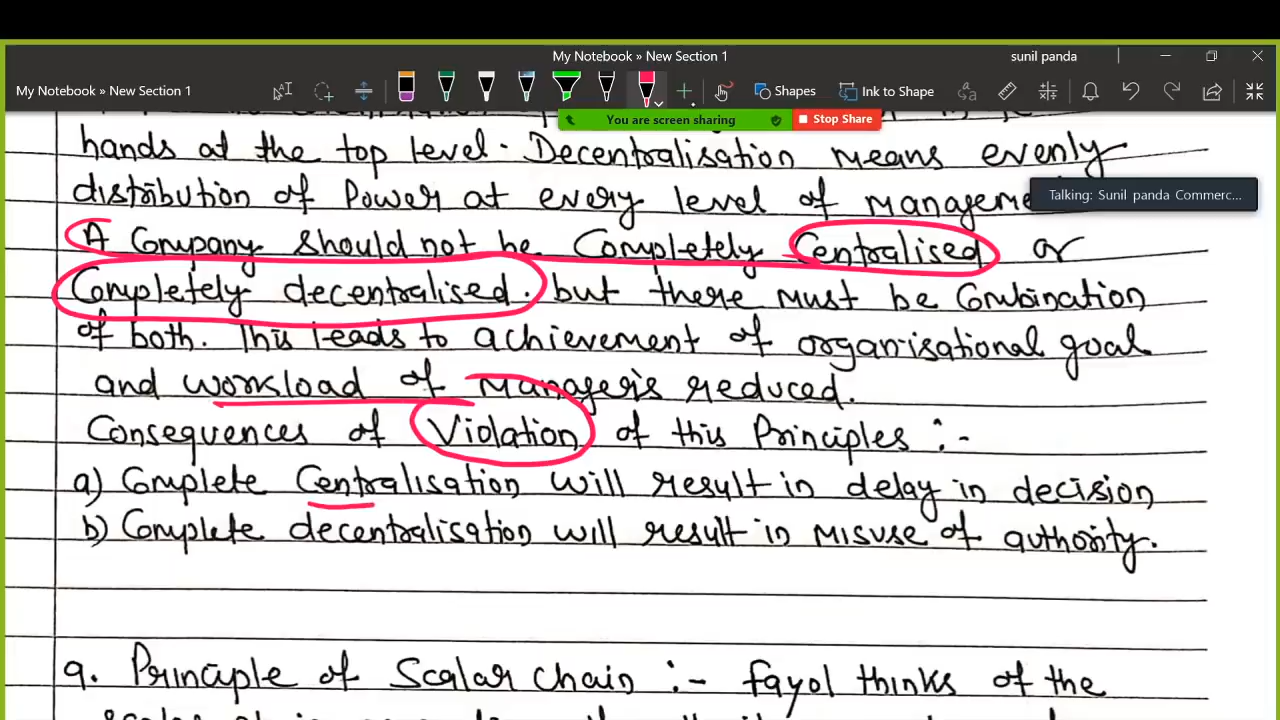 My Notebook » New Section 1
sunil panda
My Notebook » New Section 1
Shapes
Ink to Shape
You are screen sharing
Stop Share
hands at the top level. Decentralisation means evenly
distribution of Power at every level of
Talking: Sunil panda Commerc...
A Company should not be Completely Centralised or
Completely decentralised. but there must be Combination
of both. This leads to achievement of organisational goal
and workload of Managers reduced.
Consequences of Violation of this Principles :-
a) Complete Centralisation will result in delay in decision
b) Complete decentralisation will result in misuse of authority.
9. Principle of Scalar Chain :- Fayol thinks of the